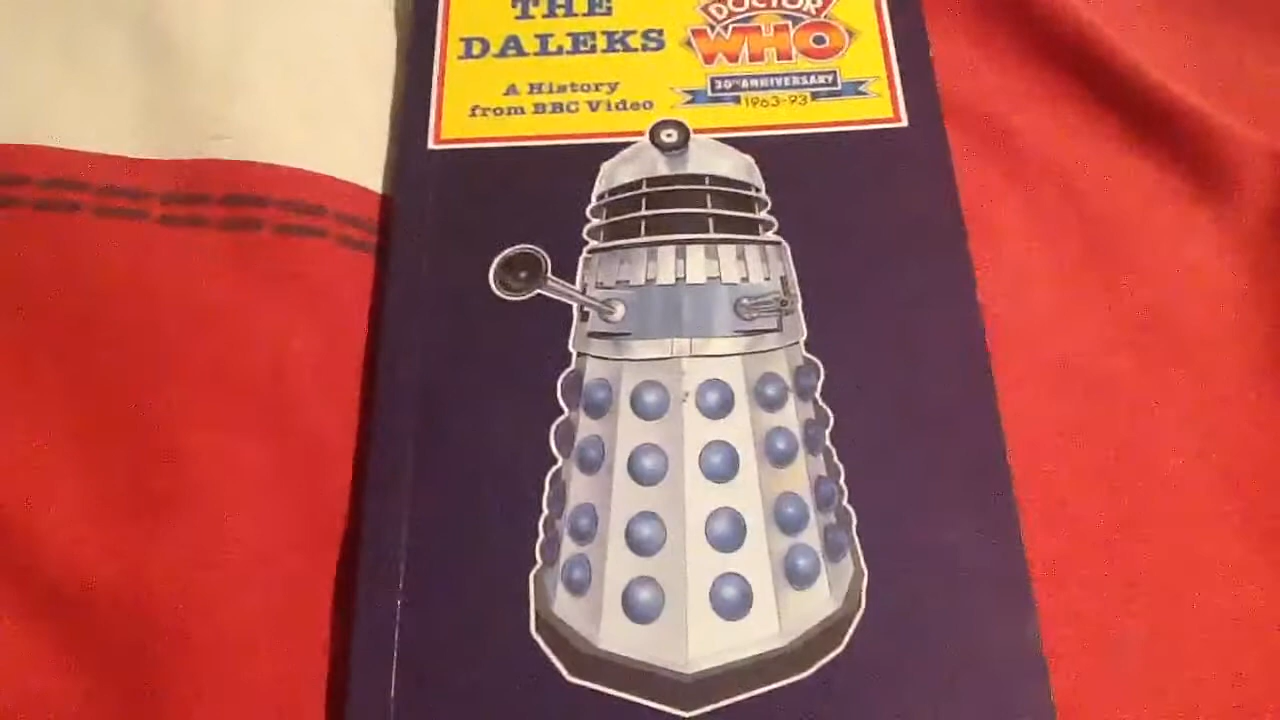 THE
DALEKS
A History
from BBC Video
DOCTOR
WHO
30TH ANNIVERSARY
1963-93